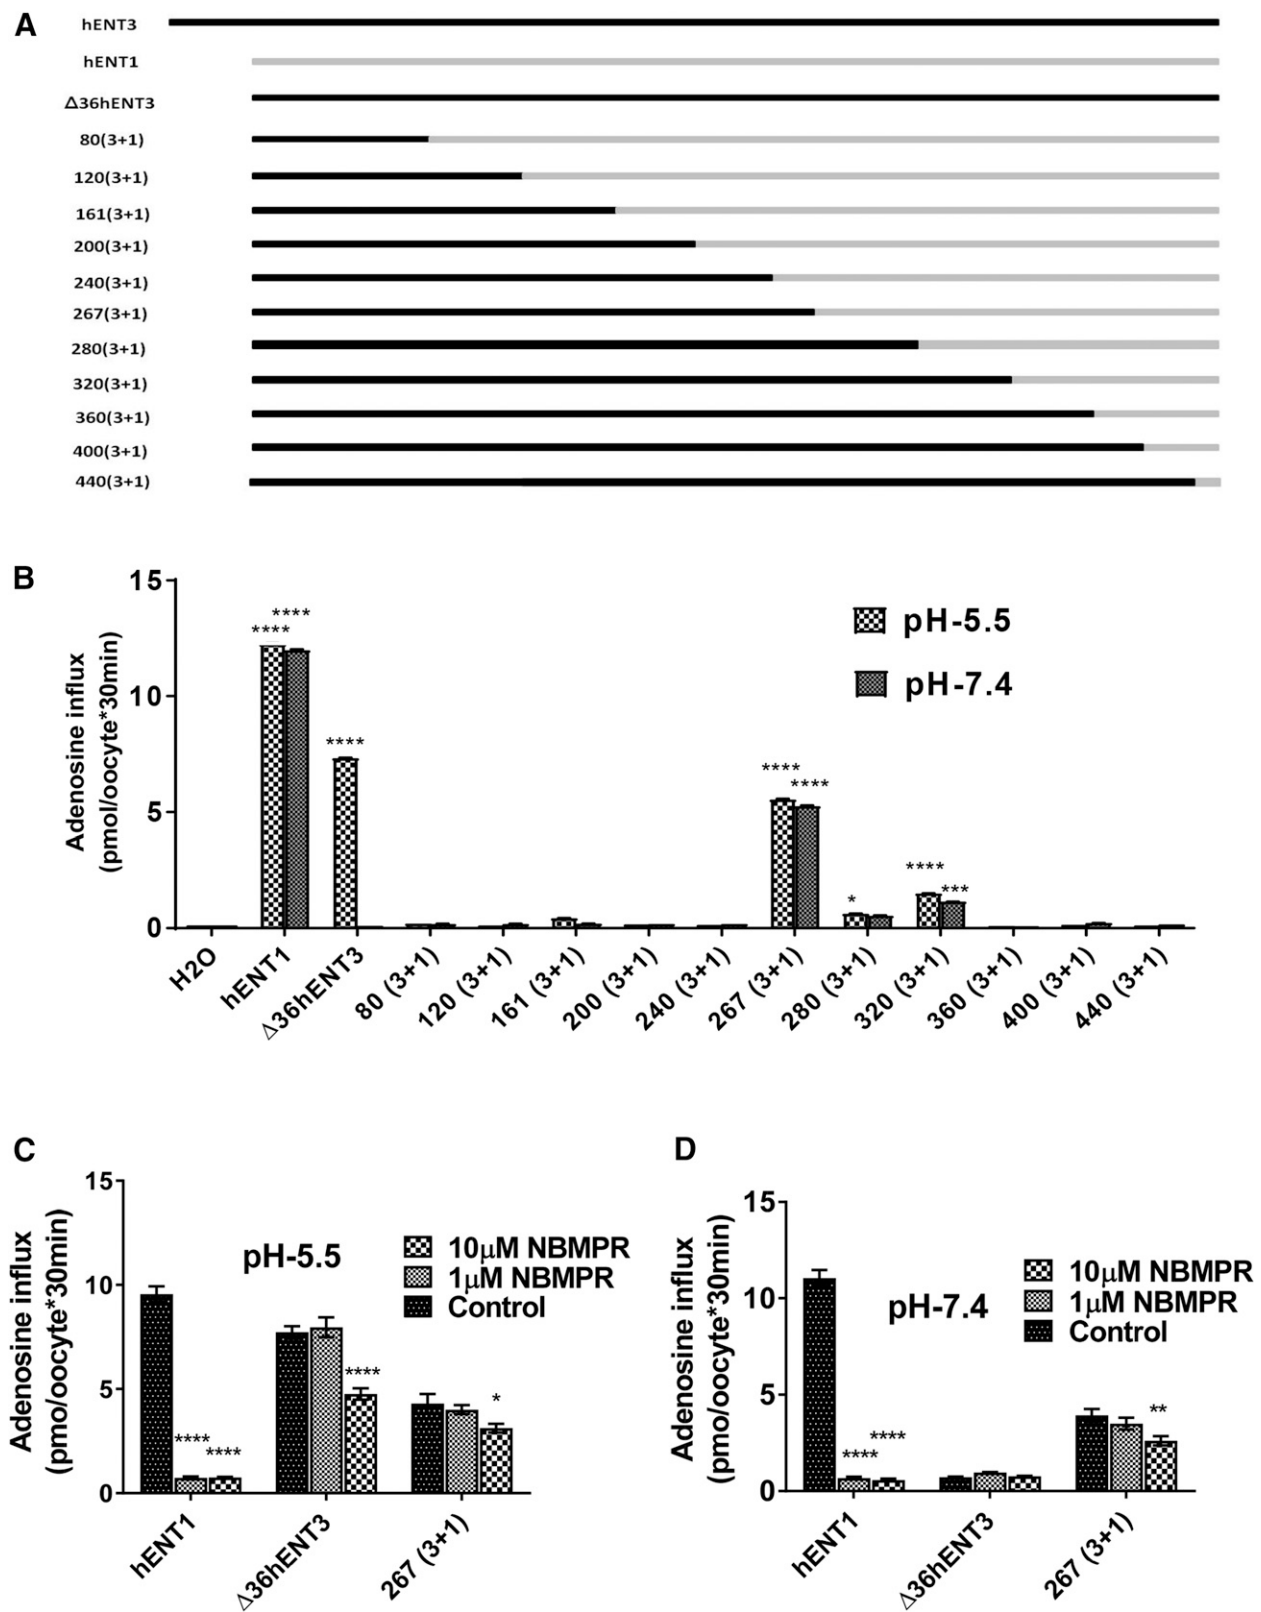 A
hENT3
hENT1
Δ36hENT3
80(3+1)
120(3+1)
161(3+1)
200(3+1)
240(3+1)
267(3+1)
280(3+1)
320(3+1)
360(3+1)
400(3+1)
440(3+1)
B
Adenosine influx
(pmol/oocyte*30min)
15
10
5
0
**** ****
****
**** ****
*
**** ***
pH-5.5
pH-7.4
H2O
hENT1
Δ36hENT3
80 (3+1)
120 (3+1)
161 (3+1)
200 (3+1)
240 (3+1)
267 (3+1)
280 (3+1)
320 (3+1)
360 (3+1)
400 (3+1)
440 (3+1)
C
Adenosine influx
(pmo/oocyte*30min)
15
10
5
0
pH-5.5
10μM NBMPR
1μM NBMPR
Control
**** ****
****
*
hENT1
Δ36hENT3
267 (3+1)
D
Adenosine influx
(pmo/oocyte*30min)
15
10
5
0
pH-7.4
10μM NBMPR
1μM NBMPR
Control
**** ****
**
hENT1
Δ36hENT3
267 (3+1)